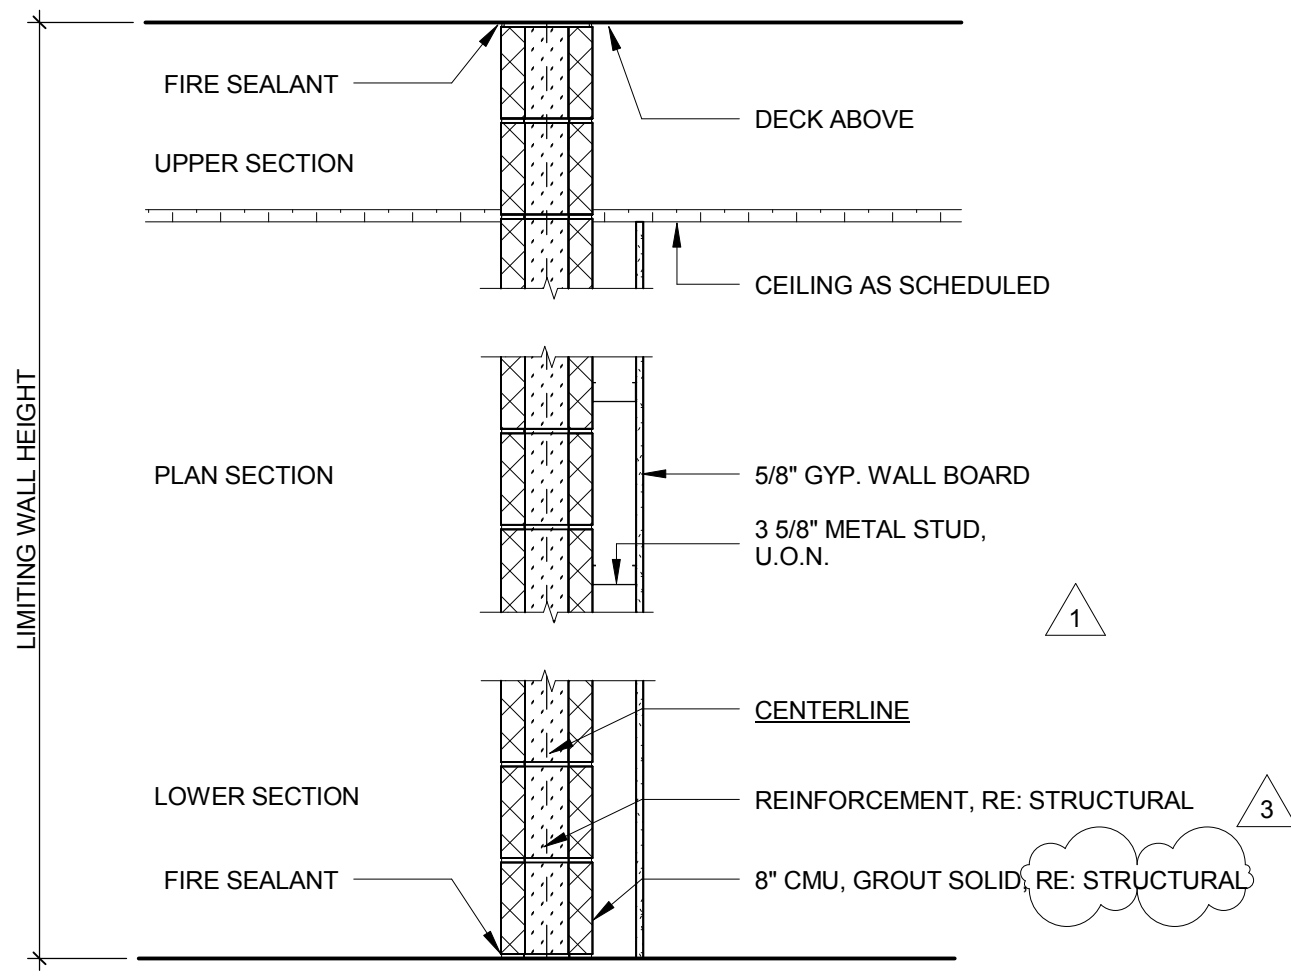 FIRE SEALANT
DECK ABOVE
UPPER SECTION
CEILING AS SCHEDULED
LIMITING WALL HEIGHT
PLAN SECTION
5/8" GYP. WALL BOARD
3 5/8" METAL STUD,
U.O.N.
1
CENTERLINE
LOWER SECTION
REINFORCEMENT, RE: STRUCTURAL
3
FIRE SEALANT
8" CMU, GROUT SOLID, RE: STRUCTURAL